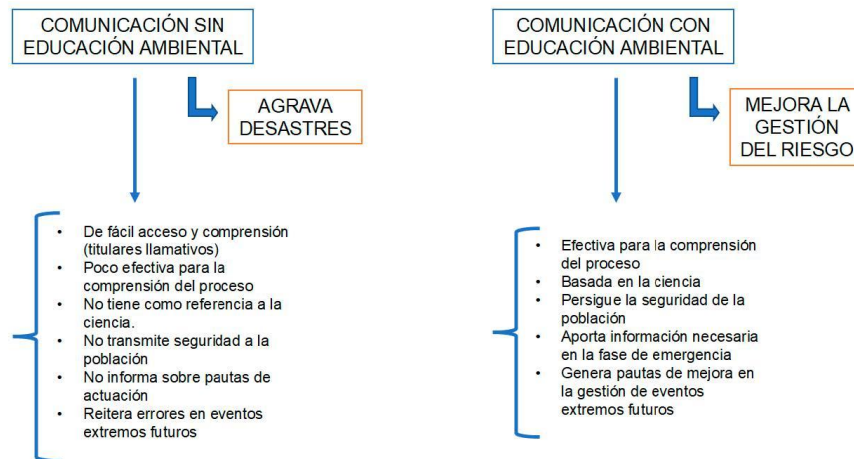 COMUNICACIÓN SIN
EDUCACIÓN AMBIENTAL
AGRAVA
DESASTRES
• De fácil acceso y comprensión
(titulares llamativos)
• Poco efectiva para la
comprensión del proceso
• No tiene como referencia a la
ciencia.
• No transmite seguridad a la
población
• No informa sobre pautas de
actuación
• Reitera errores en eventos
extremos futuros
COMUNICACIÓN CON
EDUCACIÓN AMBIENTAL
MEJORA LA
GESTIÓN
DEL RIESGO
• Efectiva para la comprensión
del proceso
• Basada en la ciencia
• Persigue la seguridad de la
población
• Aporta información necesaria
en la fase de emergencia
• Genera pautas de mejora en
la gestión de eventos
extremos futuros